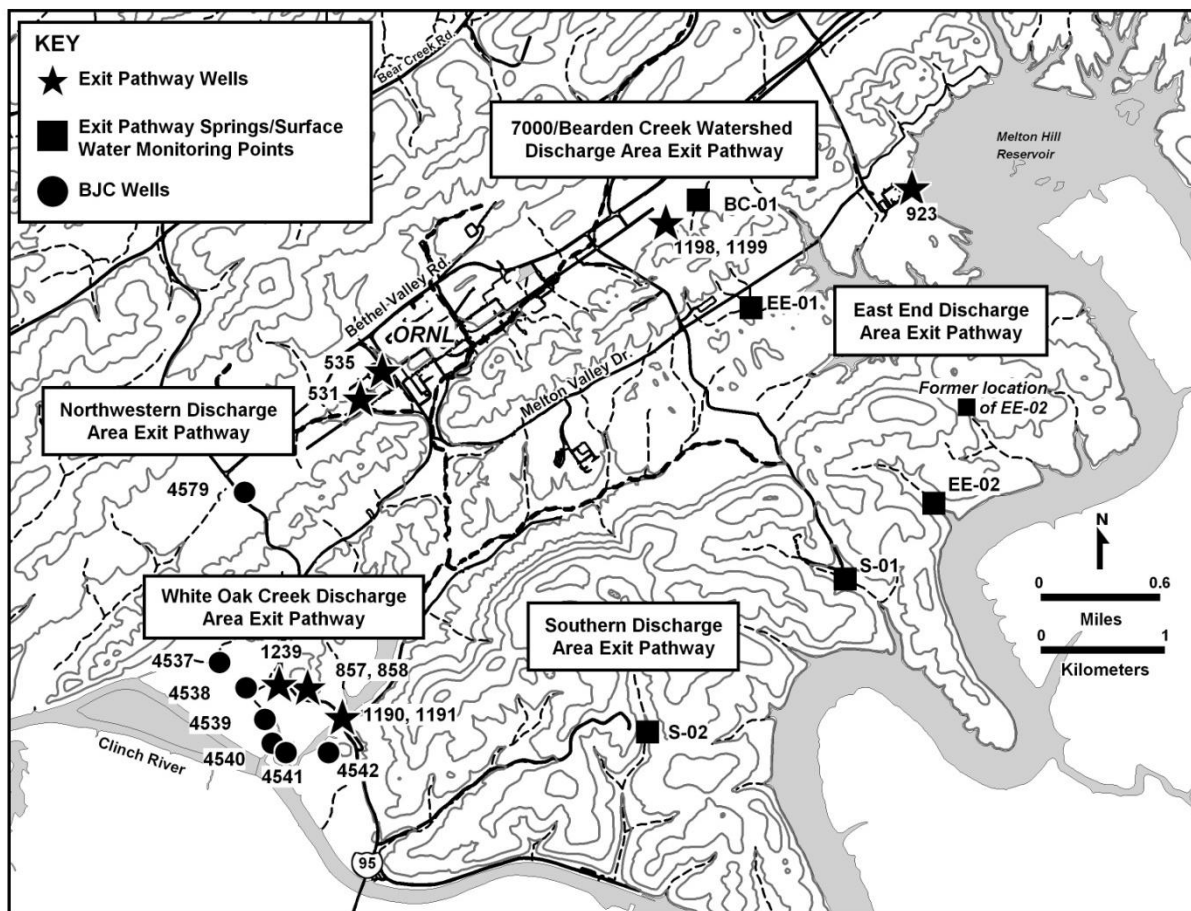 KEY
Exit Pathway Wells
Exit Pathway Springs/Surface
Water Monitoring Points
BJC Wells
Bear Creek Rd.
7000/Bearden Creek Watershed
Discharge Area Exit Pathway
Melton Hill
Reservoir
BC-01
923
1198, 1199
Bethel Valley Rd.
EE-01
East End Discharge
Area Exit Pathway
ORNL
535
531
Melton Valley Dr.
Former location
of EE-02
Northwestern Discharge
Area Exit Pathway
4579
EE-02
N
S-01
0 0.6
Miles
0 1
Kilometers
White Oak Creek Discharge
Area Exit Pathway
Southern Discharge
Area Exit Pathway
1239
4537
857, 858
4538
4539
1190, 1191
S-02
Clinch River
4540
4541
4542
95